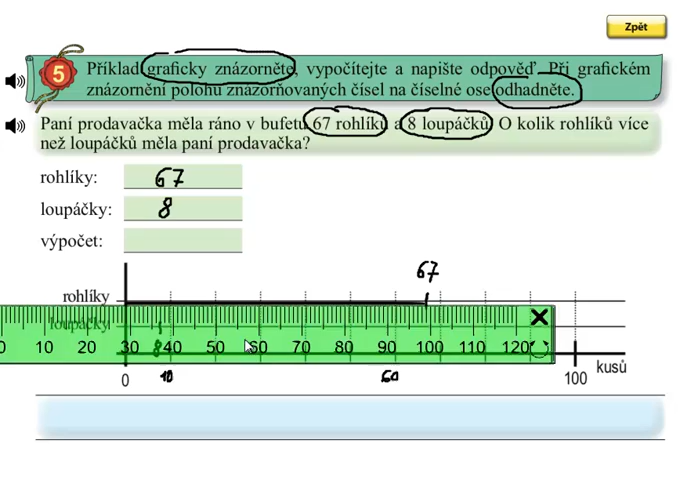 Zpět
5 Příklad graficky znázorněte, vypočítejte a napište odpověď. Při grafickém
znázornění polohu znázorňovaných čísel na číselné ose odhadněte.
Paní prodavačka měla ráno v bufetu 67 rohlíků a 8 loupáčků. O kolik rohlíků více
než loupáčků měla paní prodavačka?
rohlíky: 67
loupáčky: 8
výpočet:
67
rohlíky
loupáčky
8
0 10 20 30 40 50 60 70 80 90 100 110 120
kusů
0 10 60 100